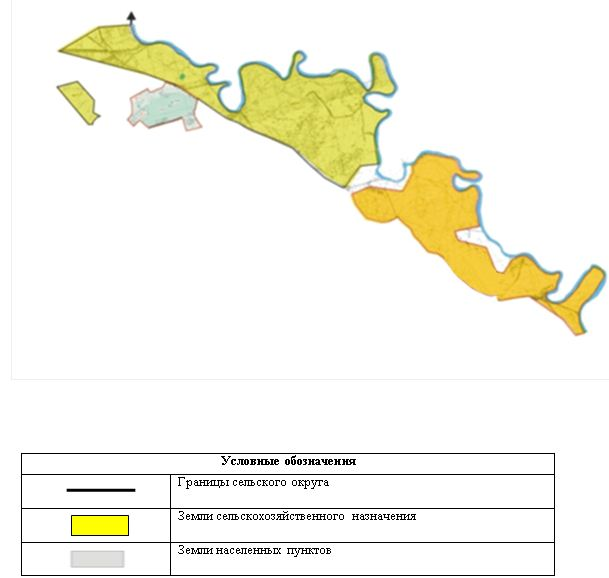 Условные обозначения
Границы сельского округа
Земли сельскохозяйственного назначения
Земли населенных пунктов